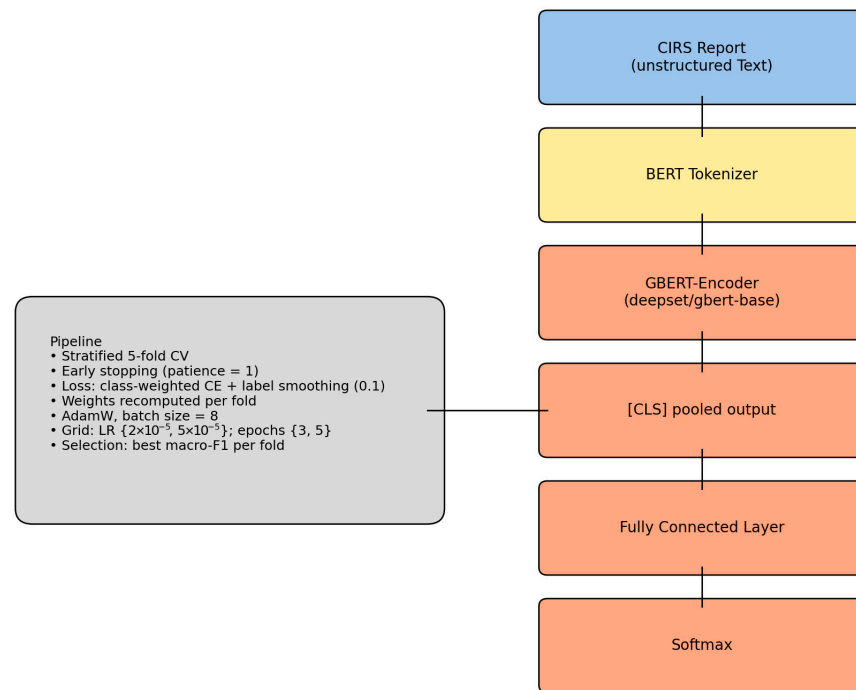 CIRS Report
(unstructured Text)
BERT Tokenizer
GBERT-Encoder
(deepset/gbert-base)
Pipeline
• Stratified 5-fold CV
• Early stopping (patience = 1)
• Loss: class-weighted CE + label smoothing (0.1)
• Weights recomputed per fold
• AdamW, batch size = 8
• Grid: LR {2×10⁻⁵, 5×10⁻⁵}; epochs {3, 5}
• Selection: best macro-F1 per fold
[CLS] pooled output
Fully Connected Layer
Softmax